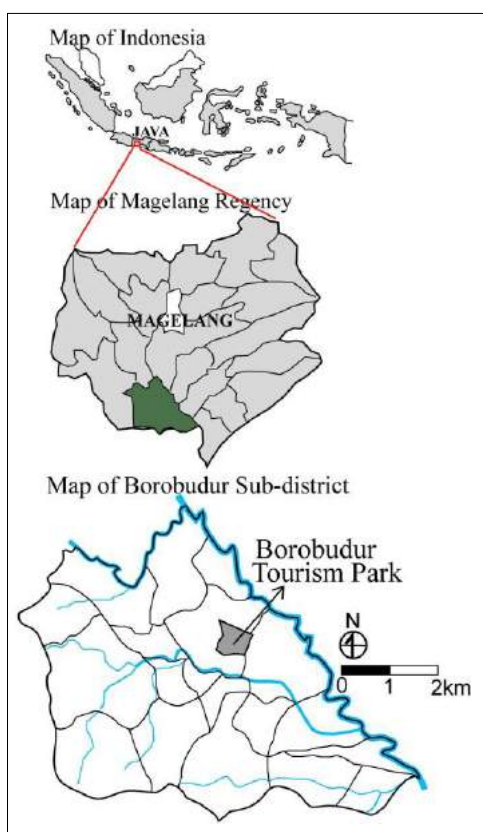 Map of Indonesia
JAVA
Map of Magelang Regency
MAGELANG
Map of Borobudur Sub-district
Borobudur
Tourism Park
N
0 1 2km